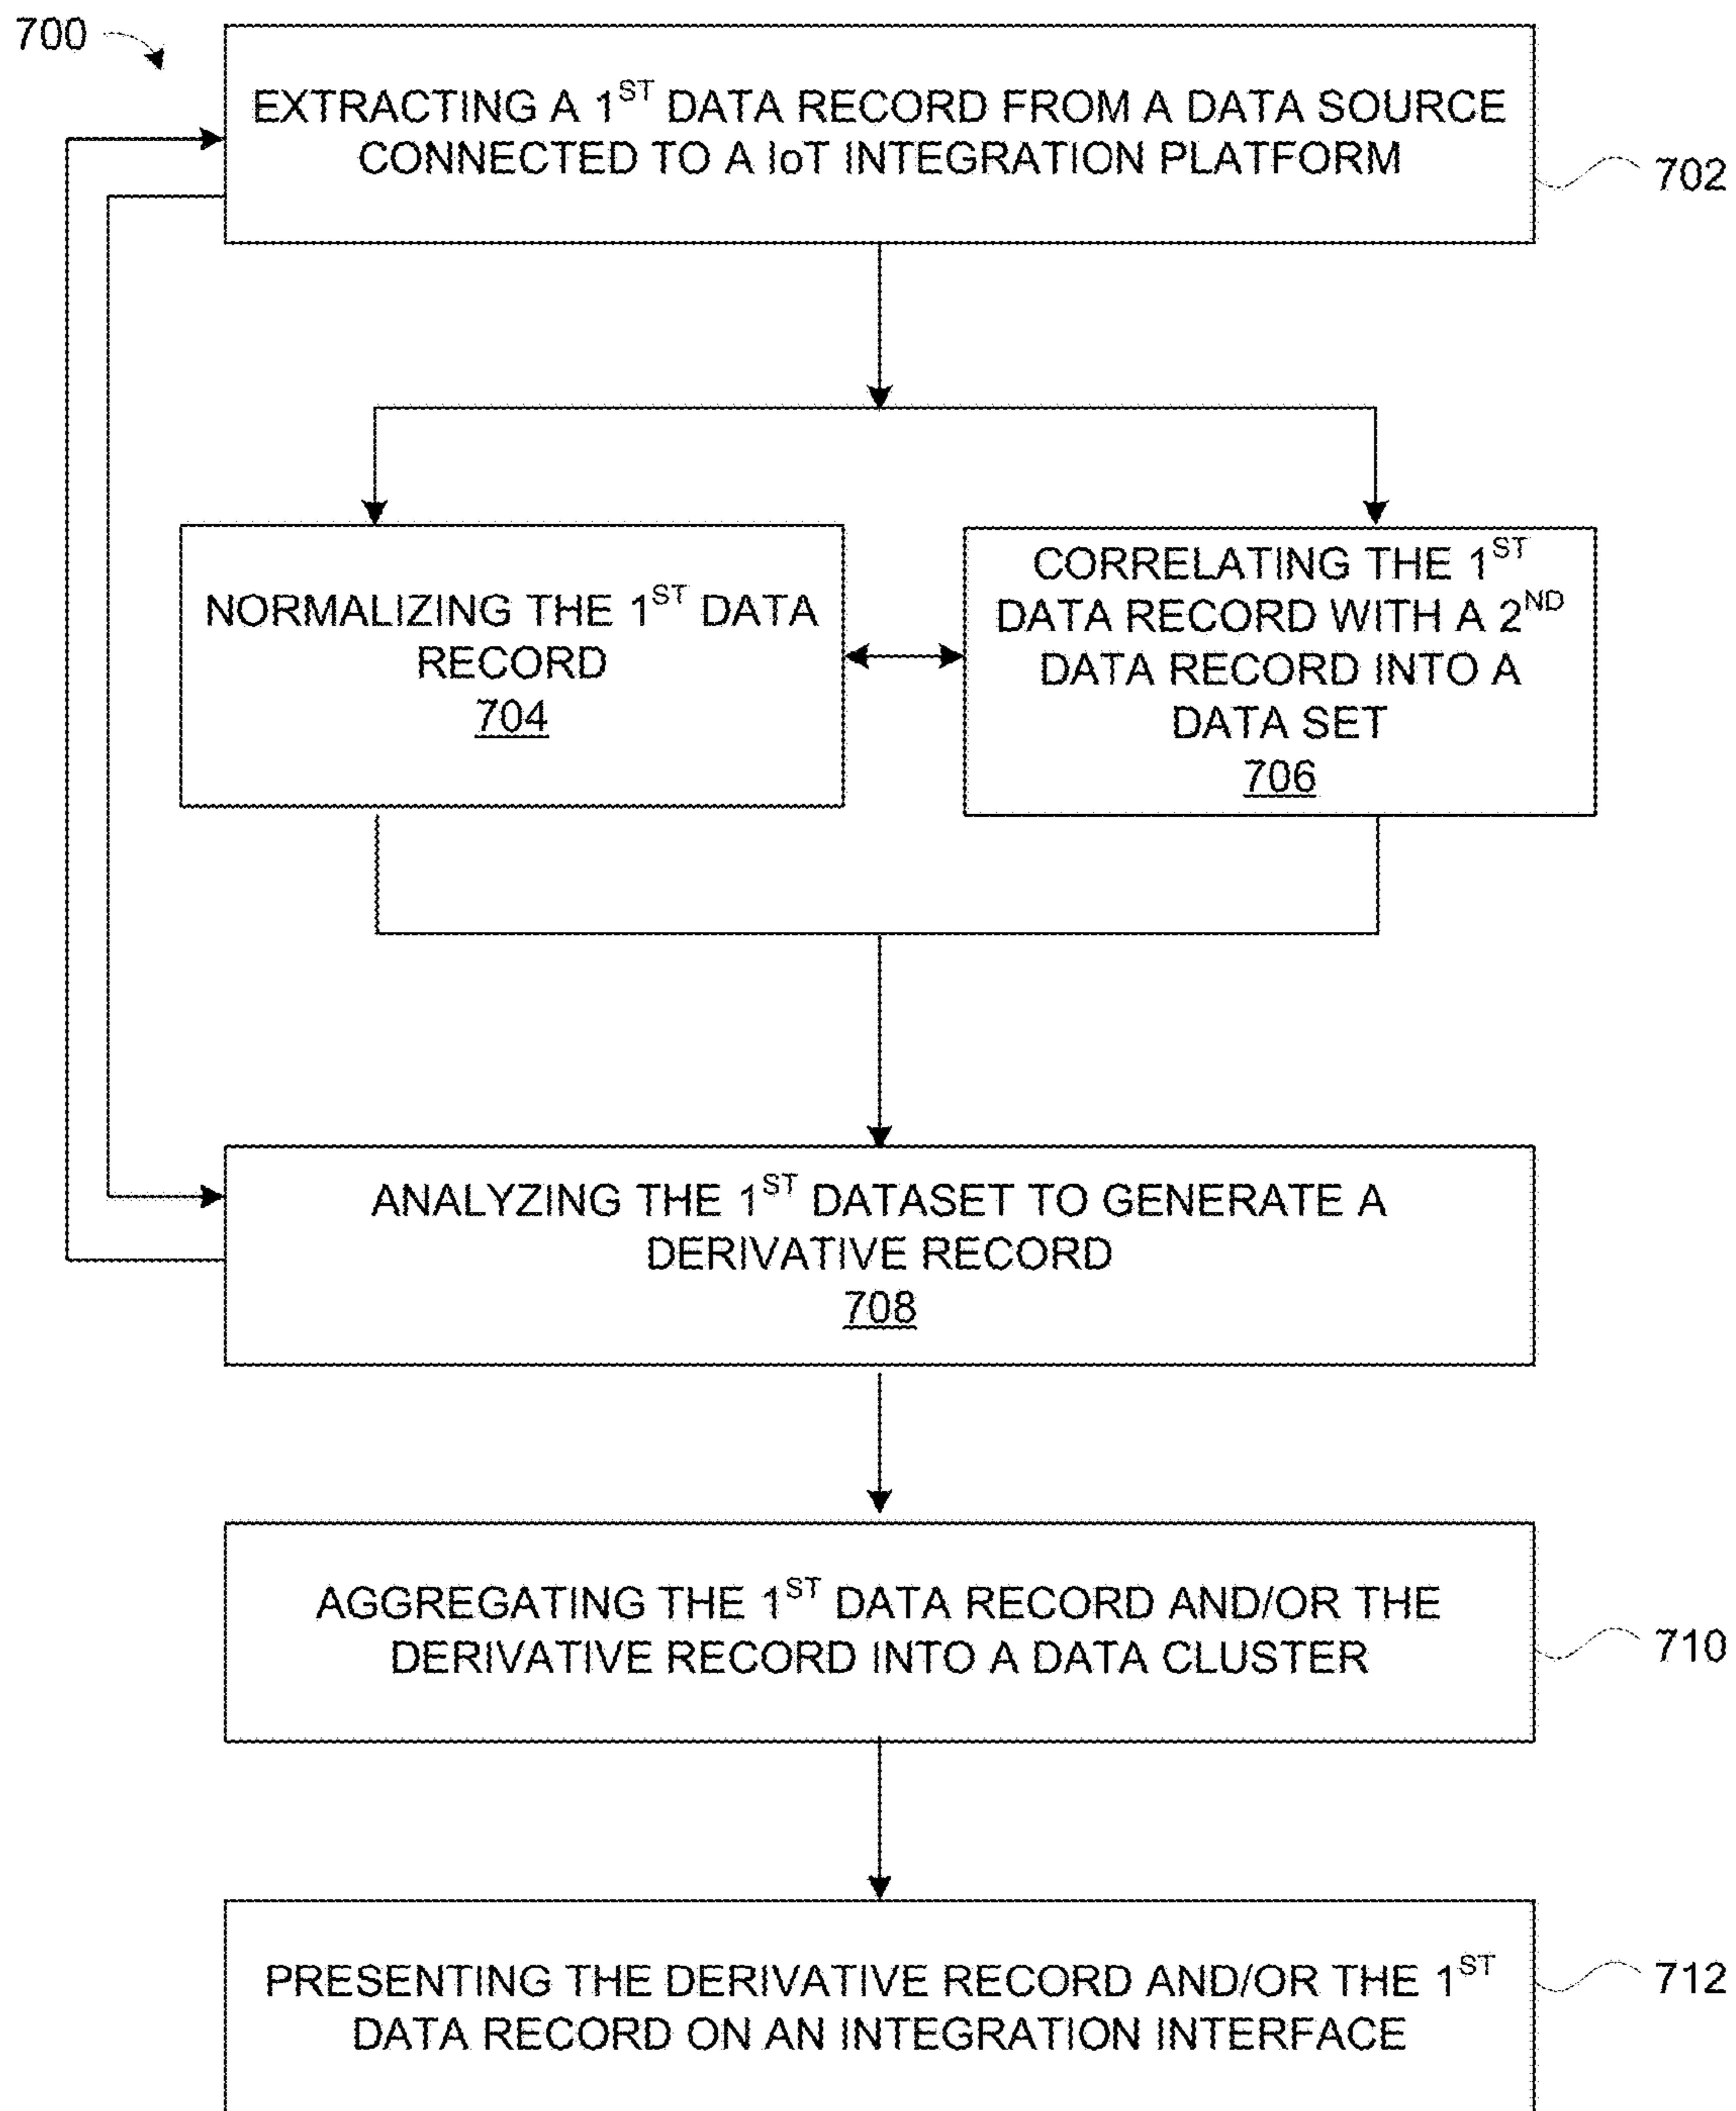 700
EXTRACTING A 1ST DATA RECORD FROM A DATA SOURCE
CONNECTED TO A IoT INTEGRATION PLATFORM
702
NORMALIZING THE 1ST DATA
RECORD
704
CORRELATING THE 1ST
DATA RECORD WITH A 2ND
DATA RECORD INTO A
DATA SET
706
ANALYZING THE 1ST DATASET TO GENERATE A
DERIVATIVE RECORD
708
AGGREGATING THE 1ST DATA RECORD AND/OR THE
DERIVATIVE RECORD INTO A DATA CLUSTER
710
PRESENTING THE DERIVATIVE RECORD AND/OR THE 1ST
DATA RECORD ON AN INTEGRATION INTERFACE
712